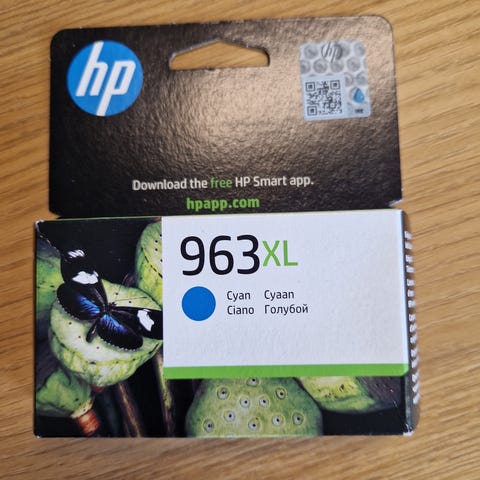 hp
Download the free HP Smart app.
hpapp.com
963XL
Cyan Cyaan
Ciano Голубой